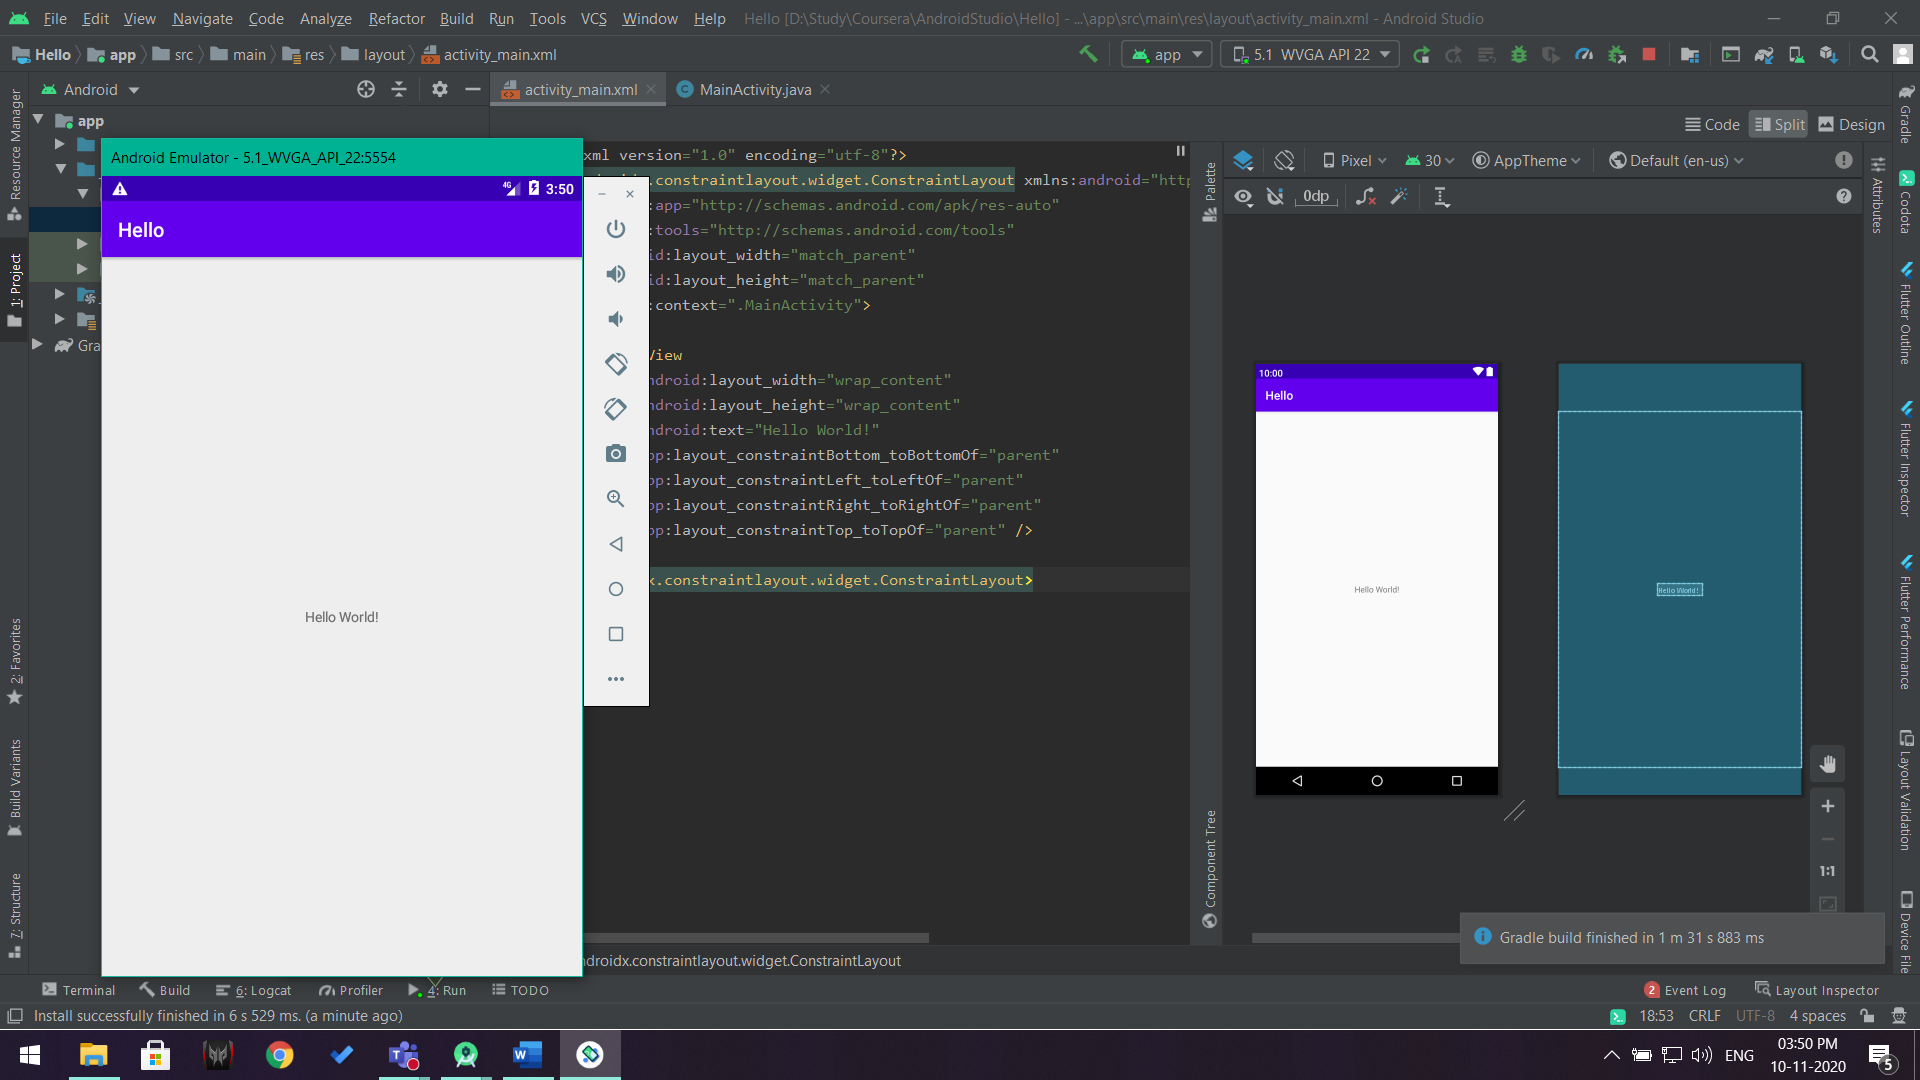 File Edit View Navigate Code Analyze Refactor Build Run Tools VCS Window Help Hello [D:\Study\Coursera\AndroidStudio\Hello] - ...\app\src\main\res\layout\activity_main.xml - Android Studio
Hello app src main res layout activity_main.xml app 5.1 WVGA API 22
Android activity_main.xml MainActivity.java
Code Split Design
app
Android Emulator - 5.1_WVGA_API_22:5554
4G 3:50
Hello
Hello World!
Gra
xml version="1.0" encoding="utf-8"?>
.constraintlayout.widget.ConstraintLayout xmlns:android="http
:app="http://schemas.android.com/apk/res-auto"
:tools="http://schemas.android.com/tools"
id:layout_width="match_parent"
id:layout_height="match_parent"
:context=".MainActivity">
View
ndroid:layout_width="wrap_content"
ndroid:layout_height="wrap_content"
ndroid:text="Hello World!"
pp:layout_constraintBottom_toBottomOf="parent"
pp:layout_constraintLeft_toLeftOf="parent"
pp:layout_constraintRight_toRightOf="parent"
pp:layout_constraintTop_toTopOf="parent" />
x.constraintlayout.widget.ConstraintLayout>
ndroidx.constraintlayout.widget.ConstraintLayout
Pixel 30 AppTheme Default (en-us)
0dp
10:00
Hello
Hello World!
Hello World!
1:1
Gradle build finished in 1 m 31 s 883 ms
Resource Manager
1: Project
2: Favorites
Build Variants
7: Structure
Palette
Component Tree
Attributes
Gradle
Codota
Flutter Outline
Flutter Inspector
Flutter Performance
Layout Validation
Device File
Terminal Build 6: Logcat Profiler 4: Run TODO 2 Event Log Layout Inspector
Install successfully finished in 6 s 529 ms. (a minute ago) 18:53 CRLF UTF-8 4 spaces
ENG 03:50 PM
10-11-2020 5